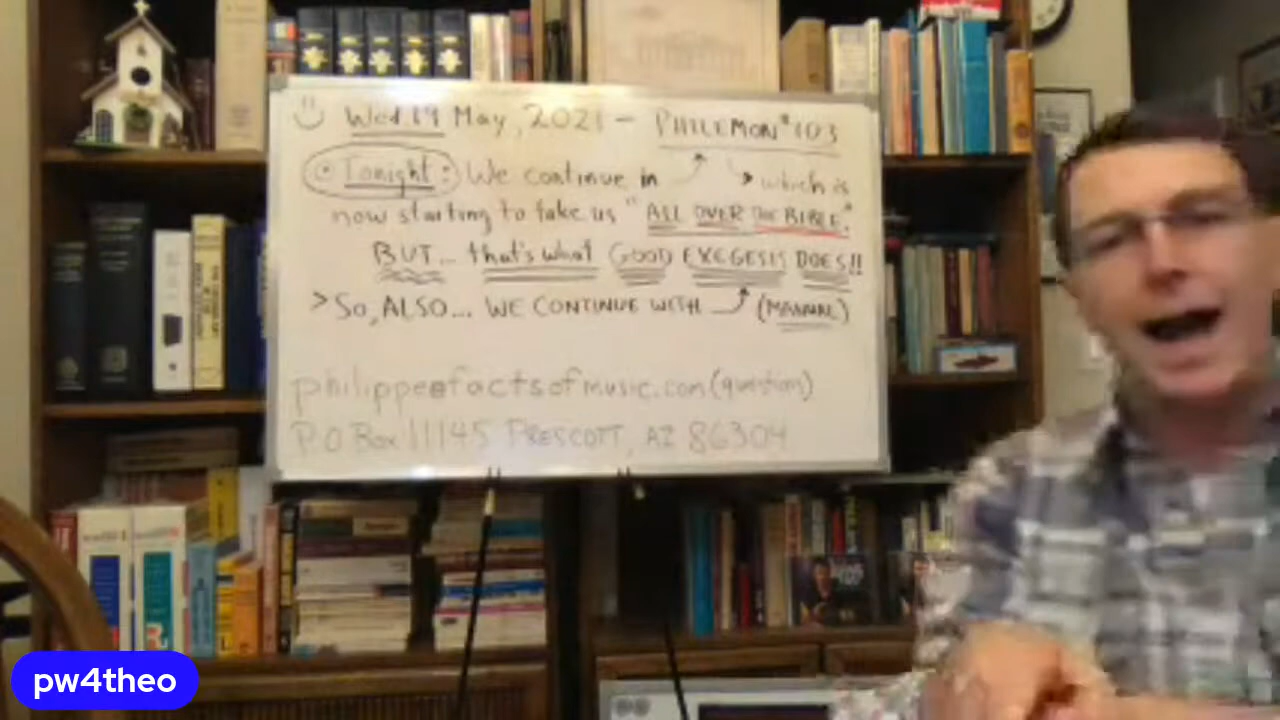 Wed 19 May, 2021 - PHILEMON #103
Tonight: We continue in which is
now starting to take us "ALL OVER THE BIBLE."
BUT... that's what GOOD EXEGESIS DOES!!
> So, ALSO... WE CONTINUE WITH (MANUAL)
philippe@factsofmusic.com (questions)
P.O Box 11145 PRESCOTT, AZ 86304
pw4theo